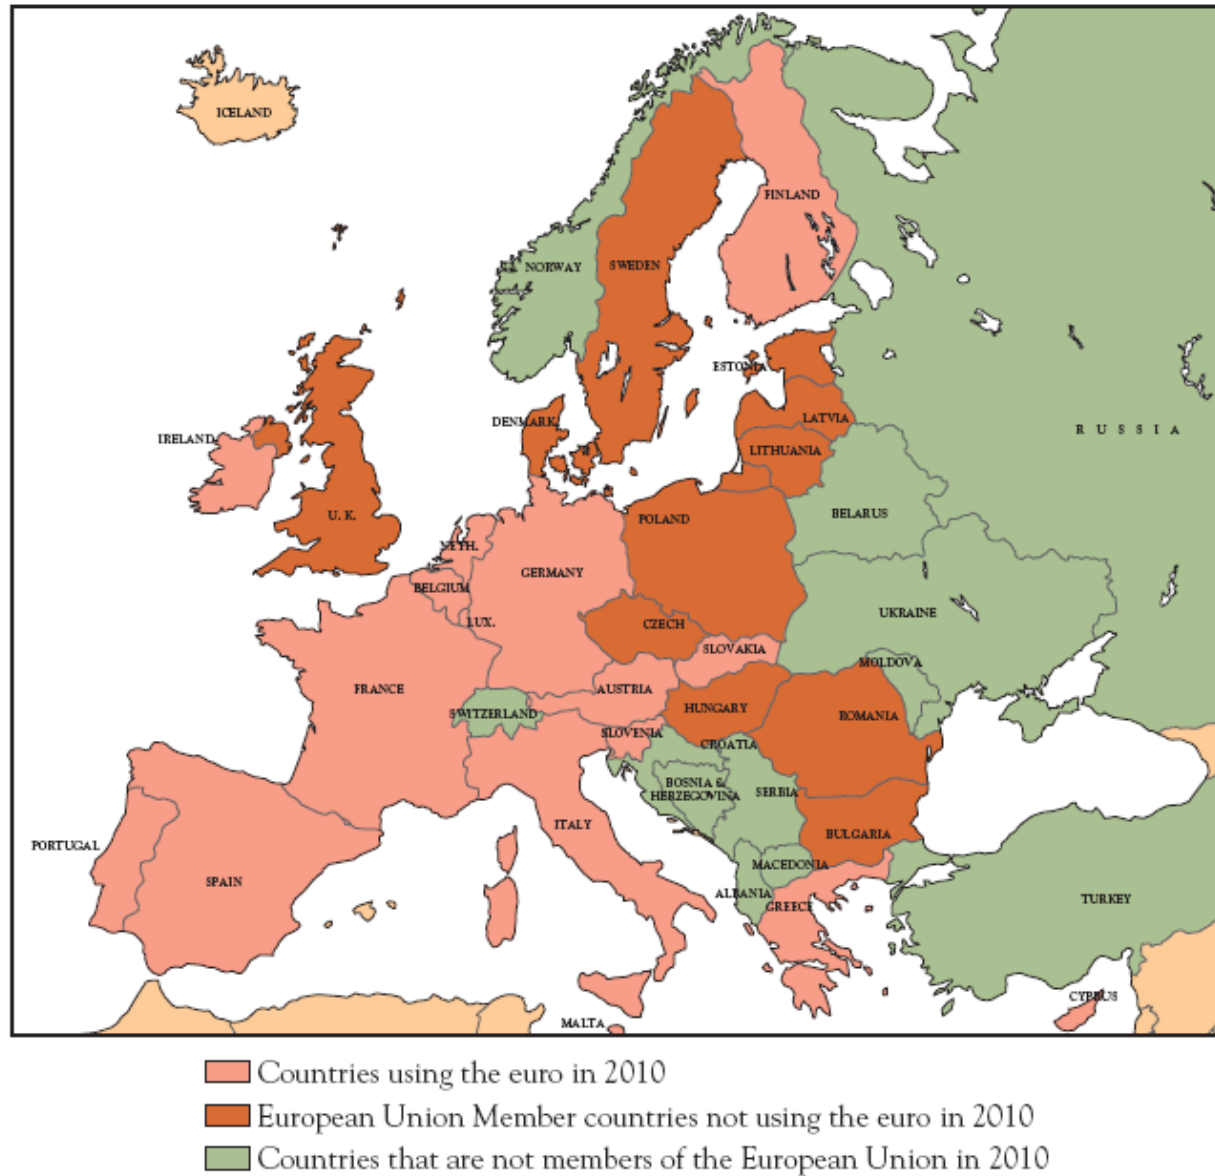 ICELAND
FINLAND
NORWAY
SWEDEN
ESTONIA
DENMARK
LATVIA
IRELAND
LITHUANIA
RUSSIA
U. K.
POLAND
BELARUS
NETH.
GERMANY
BELGIUM
UKRAINE
LUX.
CZECH
SLOVAKIA
MOLDOVA
FRANCE
AUSTRIA
SWITZERLAND
HUNGARY
ROMANIA
SLOVENIA
CROATIA
BOSNIA &
HERZEGOVINA
SERBIA
ITALY
BULGARIA
PORTUGAL
MACEDONIA
SPAIN
ALBANIA
GREECE
TURKEY
CYPRUS
MALTA
Countries using the euro in 2010
European Union Member countries not using the euro in 2010
Countries that are not members of the European Union in 2010